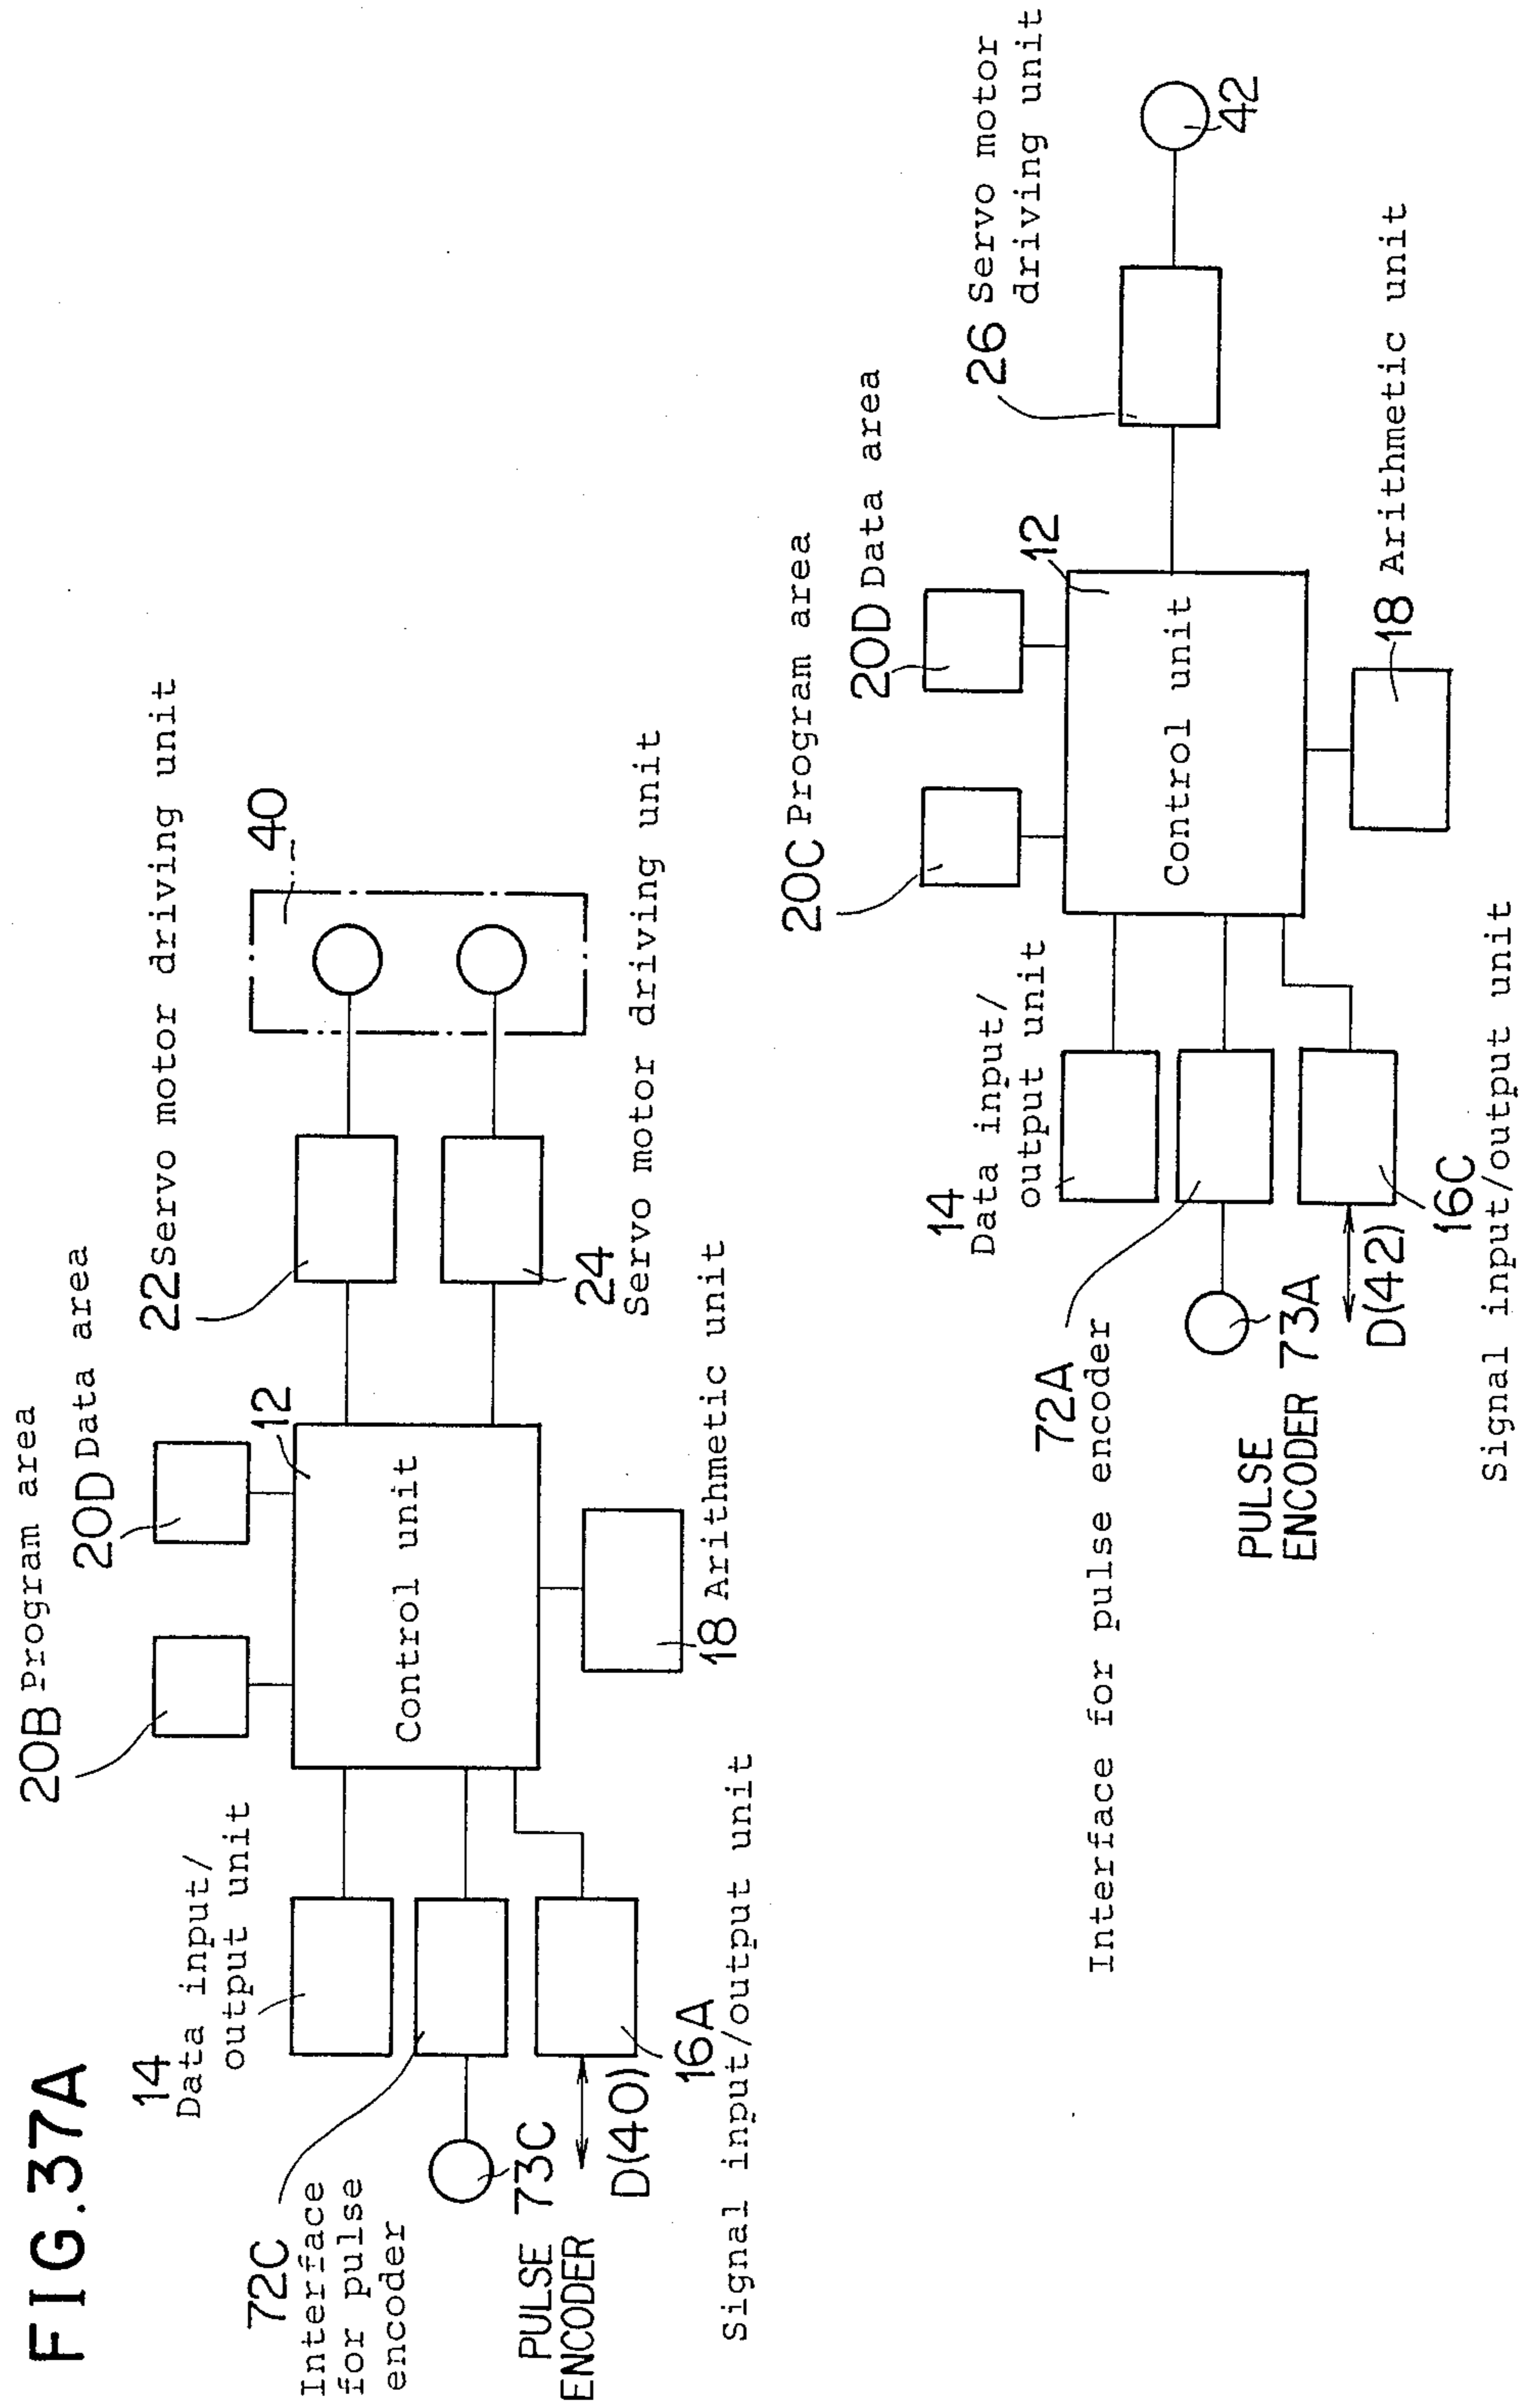 FIG.37A
20B Program area
20D Data area
22 Servo motor driving unit
14
Data input/
output unit
12
40
72C
Interface
for pulse
encoder
Control unit
PULSE
ENCODER 73C
D(40)
16A
Signal input/output unit
18 Arithmetic unit
24
Servo motor driving unit
20C Program area
20D Data area
26 Servo motor
driving unit
14
Data input/
output unit
12
72A
Interface for pulse encoder
Control unit
42
PULSE
ENCODER 73A
D(42)
16C
Signal input/output unit
18 Arithmetic unit